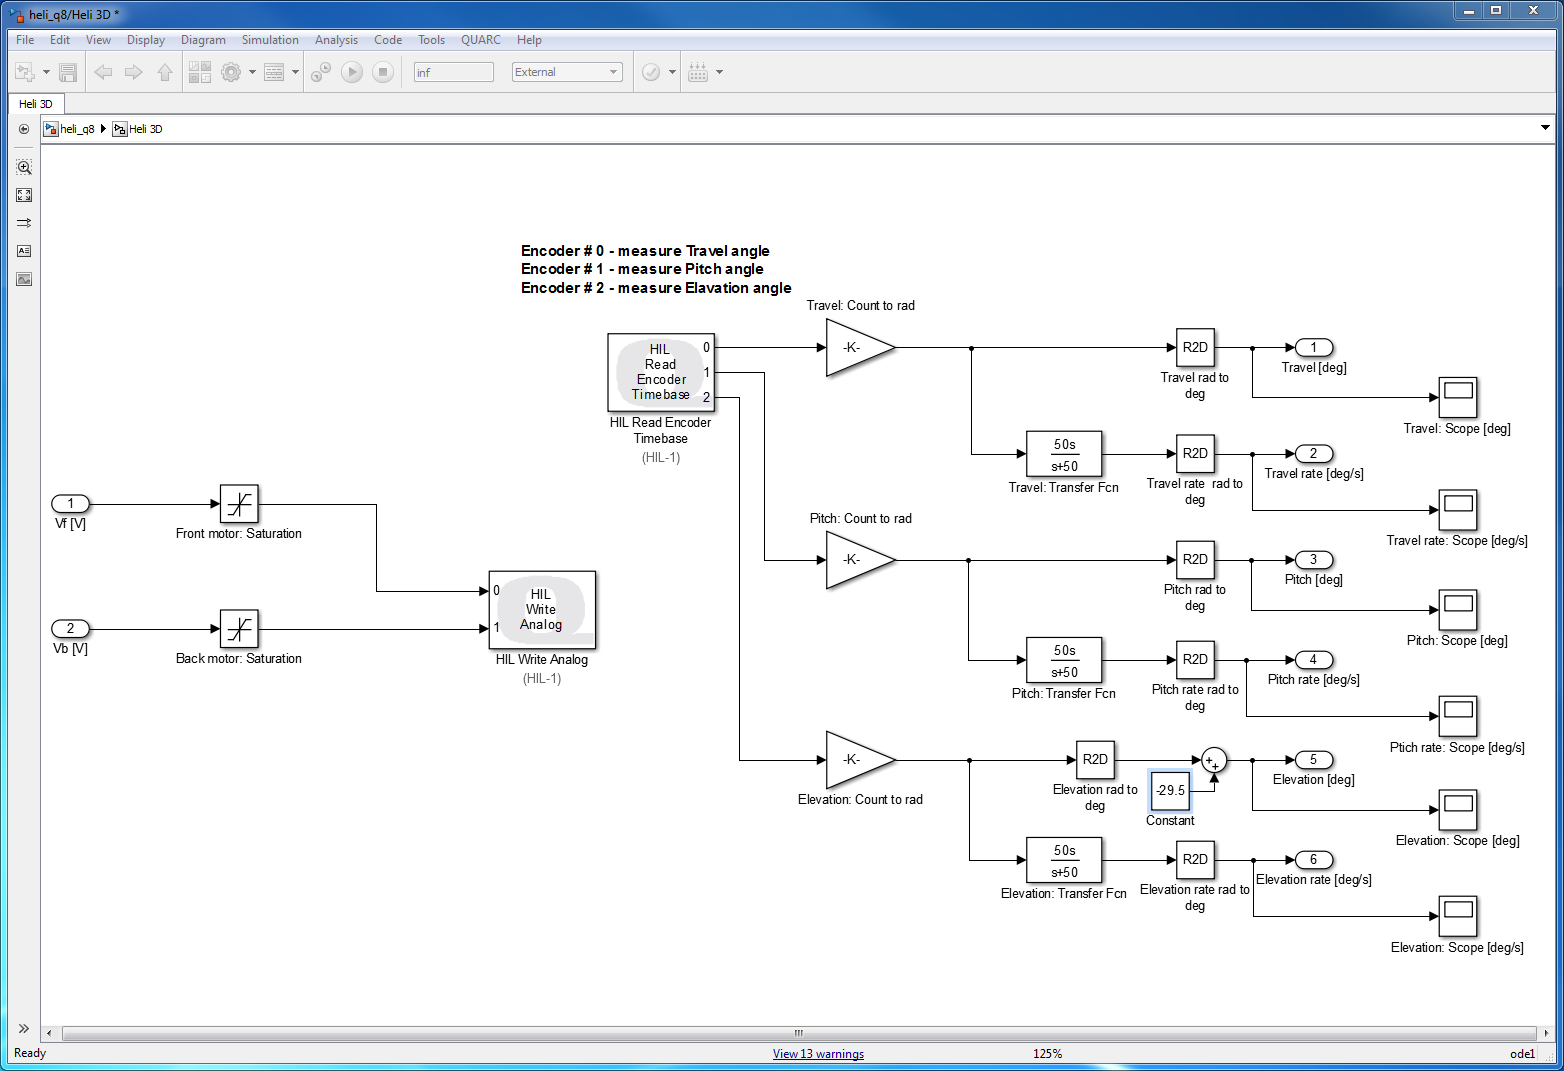 heli_q8/Heli 3D *
File Edit View Display Diagram Simulation Analysis Code Tools QUARC Help
inf External
Heli 3D
heli_q8 Heli 3D
Encoder # 0 - measure Travel angle
Encoder # 1 - measure Pitch angle
Encoder # 2 - measure Elavation angle
Travel: Count to rad
-K-
HIL
Read
Encoder
Timebase
0
1
2
HIL Read Encoder
Timebase
(HIL-1)
R2D
Travel rad to
deg
1
Travel [deg]
Travel: Scope [deg]
50s
s+50
Travel: Transfer Fcn
R2D
Travel rate rad to
deg
2
Travel rate [deg/s]
Travel rate: Scope [deg/s]
1
Vf [V]
Front motor: Saturation
2
Vb [V]
Back motor: Saturation
0
1
HIL
Write
Analog
HIL Write Analog
(HIL-1)
Pitch: Count to rad
-K-
R2D
Pitch rad to
deg
3
Pitch [deg]
Pitch: Scope [deg]
50s
s+50
Pitch: Transfer Fcn
R2D
Pitch rate rad to
deg
4
Pitch rate [deg/s]
Ptich rate: Scope [deg/s]
-K-
Elevation: Count to rad
R2D
Elevation rad to
deg
-29.5
Constant
++
5
Elevation [deg]
Elevation: Scope [deg]
50s
s+50
Elevation: Transfer Fcn
R2D
Elevation rate rad to
deg
6
Elevation rate [deg/s]
Elevation: Scope [deg/s]
Ready View 13 warnings 125% ode1